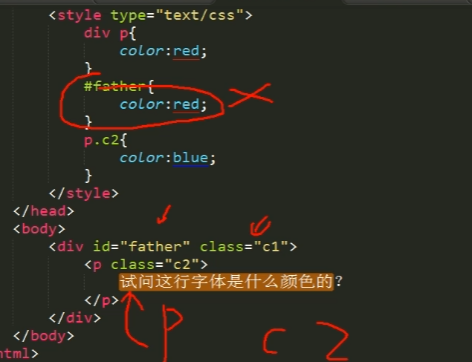 <style type="text/css">
div p{
color:red;
}
#father{
color:red;
}
p.c2{
color:blue;
}
</style>
</head>
<body>
<div id="father" class="c1">
<p class="c2">
试问这行字体是什么颜色的?
</p>
</div>
</body>
html>
p c2